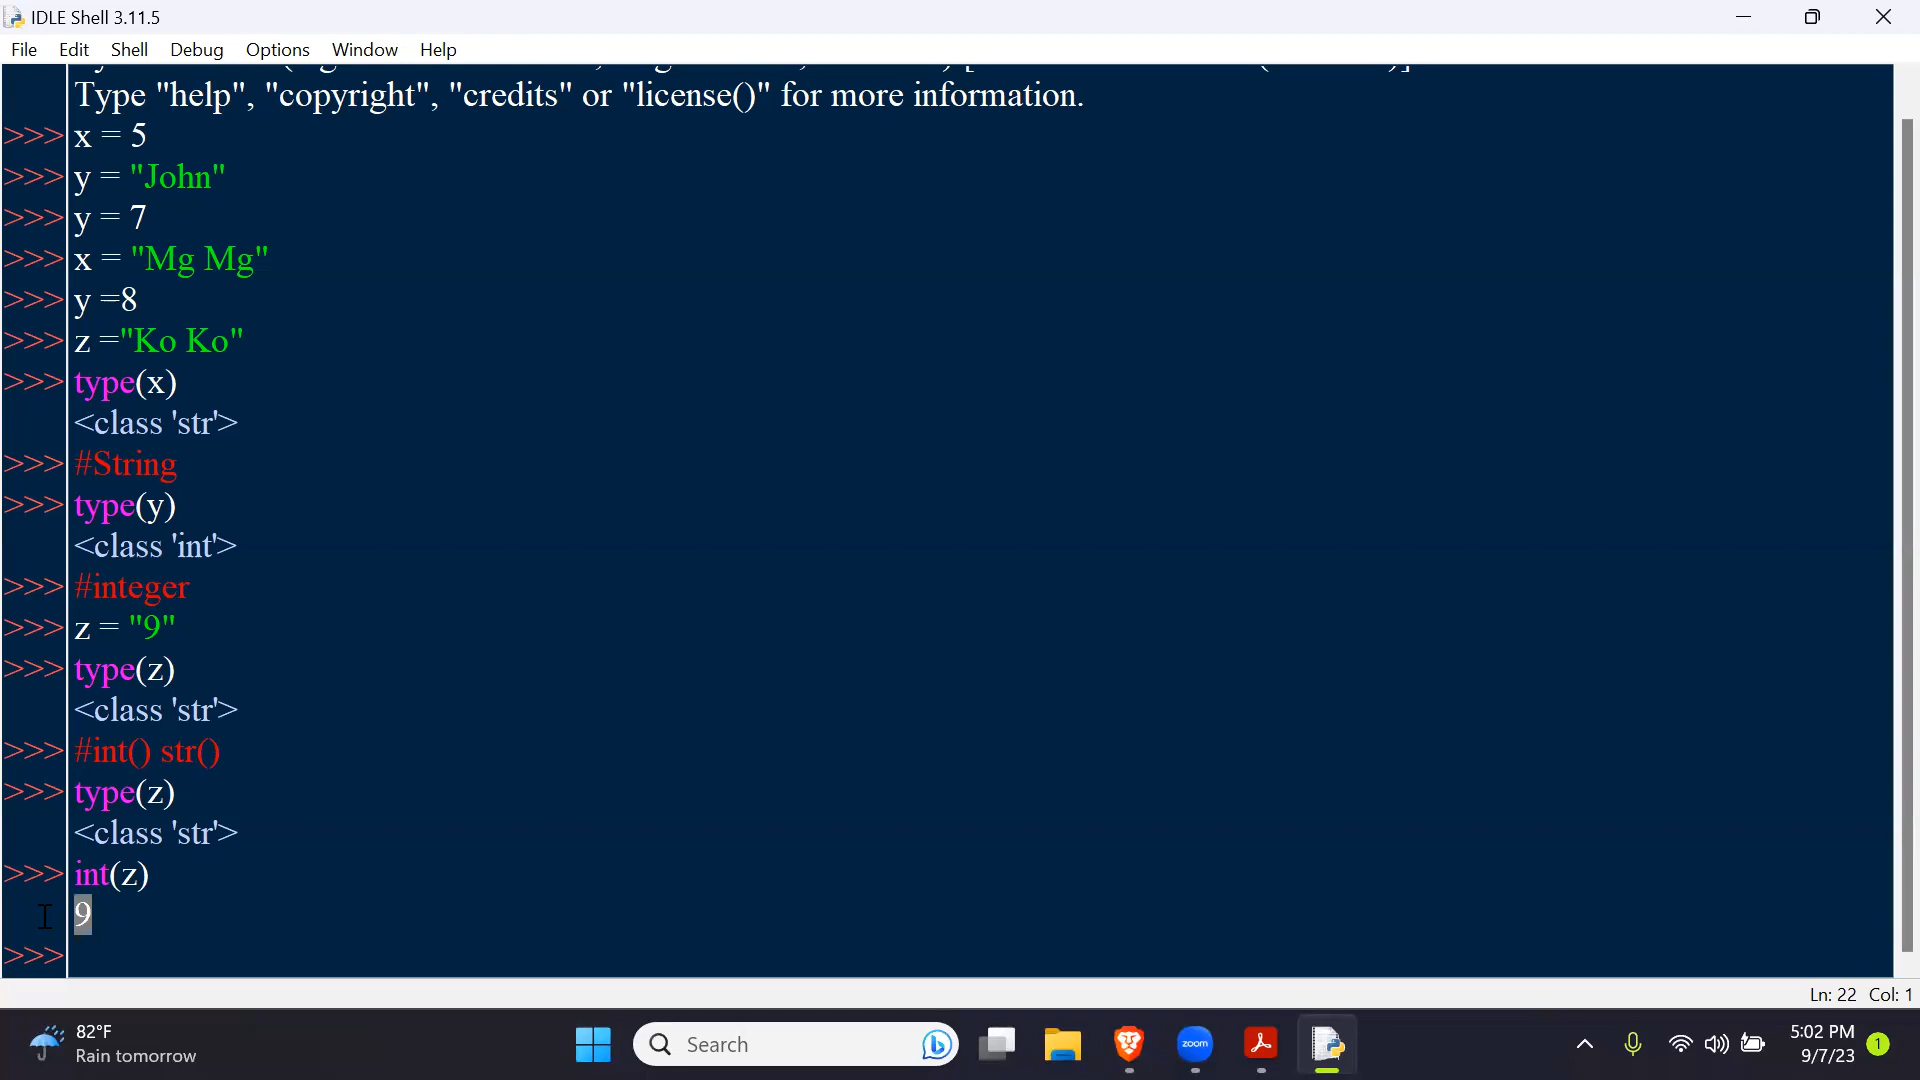 IDLE Shell 3.11.5
File Edit Shell Debug Options Window Help
Type "help", "copyright", "credits" or "license()" for more information.
>>> x = 5
>>> y = "John"
>>> y = 7
>>> x = "Mg Mg"
>>> y =8
>>> z ="Ko Ko"
>>> type(x)
<class 'str'>
>>> #String
>>> type(y)
<class 'int'>
>>> #integer
>>> z = "9"
>>> type(z)
<class 'str'>
>>> #int() str()
>>> type(z)
<class 'str'>
>>> int(z)
9
>>>
Ln: 22 Col: 1
82°F
Rain tomorrow
Search
zoom
5:02 PM
9/7/23
1